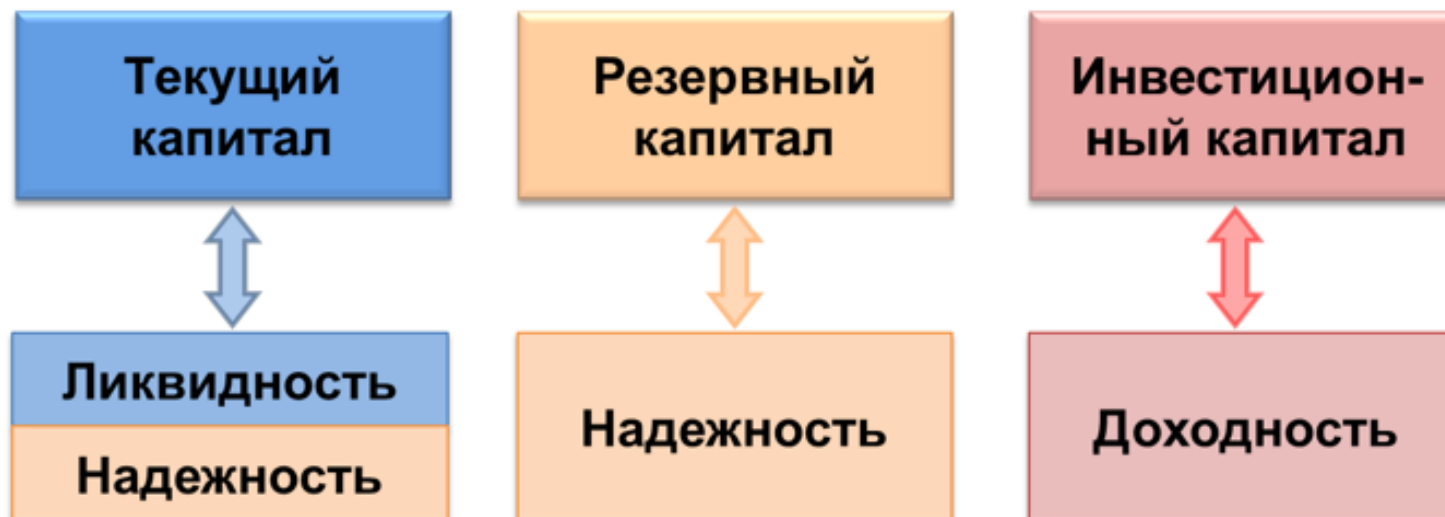 Текущий
капитал
Резервный
капитал
Инвестицион-
ный капитал
Ликвидность
Надежность
Надежность
Доходность